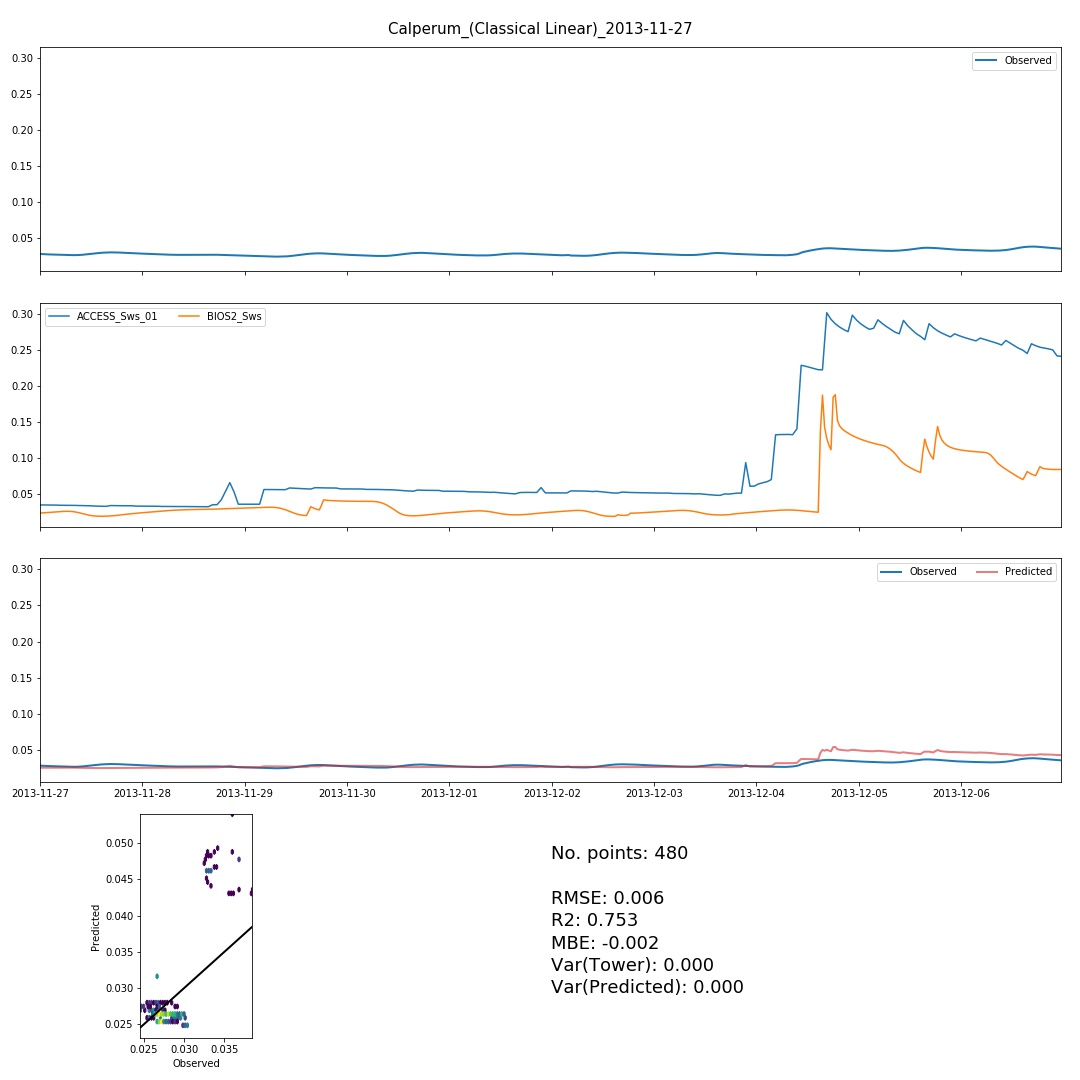 Calperum_(Classical Linear)_2013-11-27
0.30
0.25
0.20
0.15
0.10
0.05
Observed
0.30
0.25
0.20
0.15
0.10
0.05
ACCESS_Sws_01 BIOS2_Sws
0.30
0.25
0.20
0.15
0.10
0.05
Observed Predicted
2013-11-27 2013-11-28 2013-11-29 2013-11-30 2013-12-01 2013-12-02 2013-12-03 2013-12-04 2013-12-05 2013-12-06
Predicted
0.050
0.045
0.040
0.035
0.030
0.025
0.025 0.030 0.035
Observed
No. points: 480
RMSE: 0.006
R2: 0.753
MBE: -0.002
Var(Tower): 0.000
Var(Predicted): 0.000